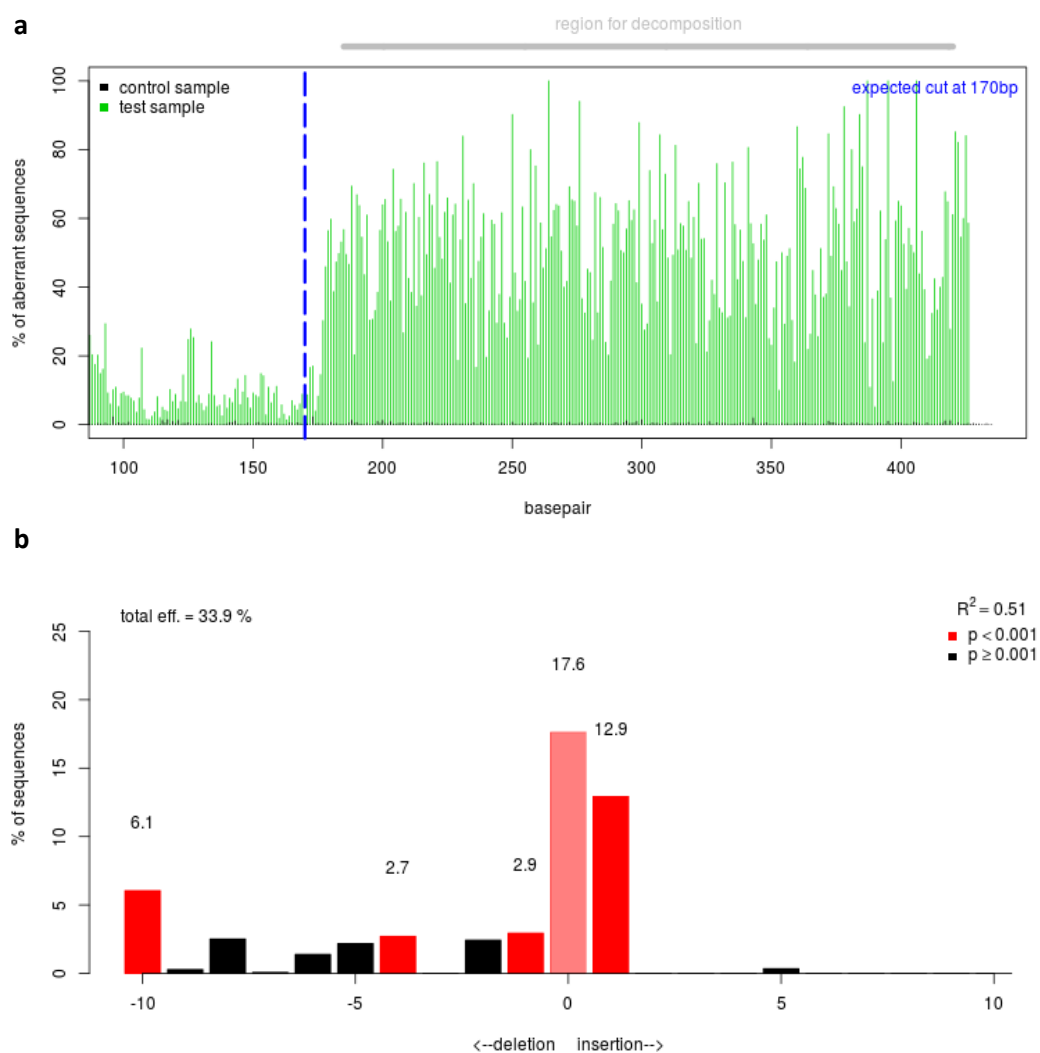 a
region for decomposition
control sample
test sample
expected cut at 170bp
100
80
60
40
20
0
% of aberrant sequences
100 150 200 250 300 350 400
basepair
b
total eff. = 33.9 %
R² = 0.51
p < 0.001
p ≥ 0.001
25
20
15
10
5
0
% of sequences
6.1
2.7
2.9
17.6
12.9
-10 -5 0 5 10
<--deletion insertion-->